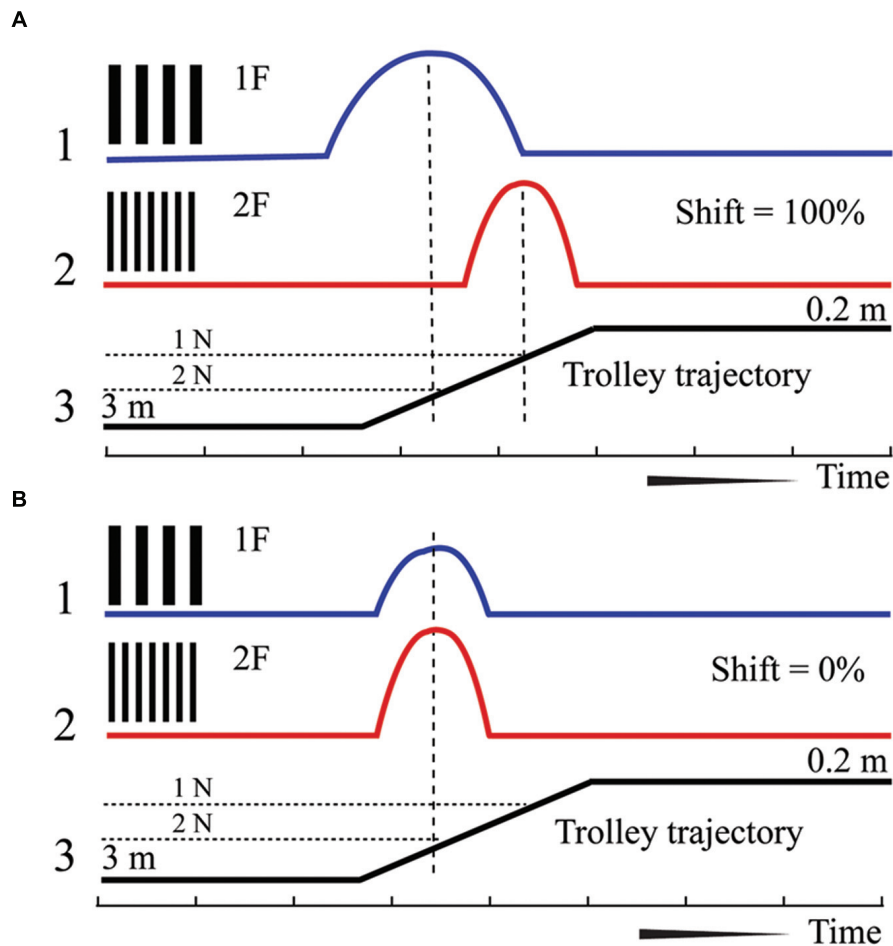 A
1F
1
2F
Shift = 100%
2
0.2 m
1 N
Trolley trajectory
2 N
3
3 m
Time
B
1F
1
2F
Shift = 0%
2
0.2 m
1 N
2 N
Trolley trajectory
3
3 m
Time